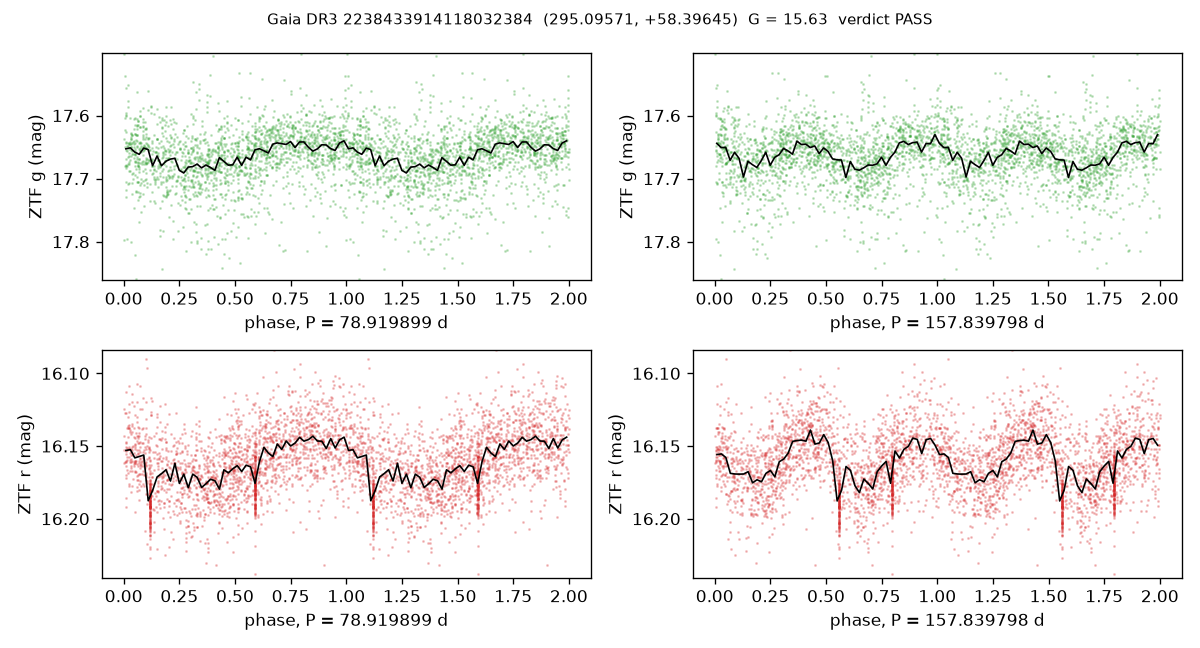 Gaia DR3 2238433914118032384 (295.09571, +58.39645) G = 15.63 verdict PASS
ZTF g (mag)
17.6
17.7
17.8
0.00 0.25 0.50 0.75 1.00 1.25 1.50 1.75 2.00
phase, P = 78.919899 d
ZTF g (mag)
17.6
17.7
17.8
0.00 0.25 0.50 0.75 1.00 1.25 1.50 1.75 2.00
phase, P = 157.839798 d
ZTF r (mag)
16.10
16.15
16.20
0.00 0.25 0.50 0.75 1.00 1.25 1.50 1.75 2.00
phase, P = 78.919899 d
ZTF r (mag)
16.10
16.15
16.20
0.00 0.25 0.50 0.75 1.00 1.25 1.50 1.75 2.00
phase, P = 157.839798 d